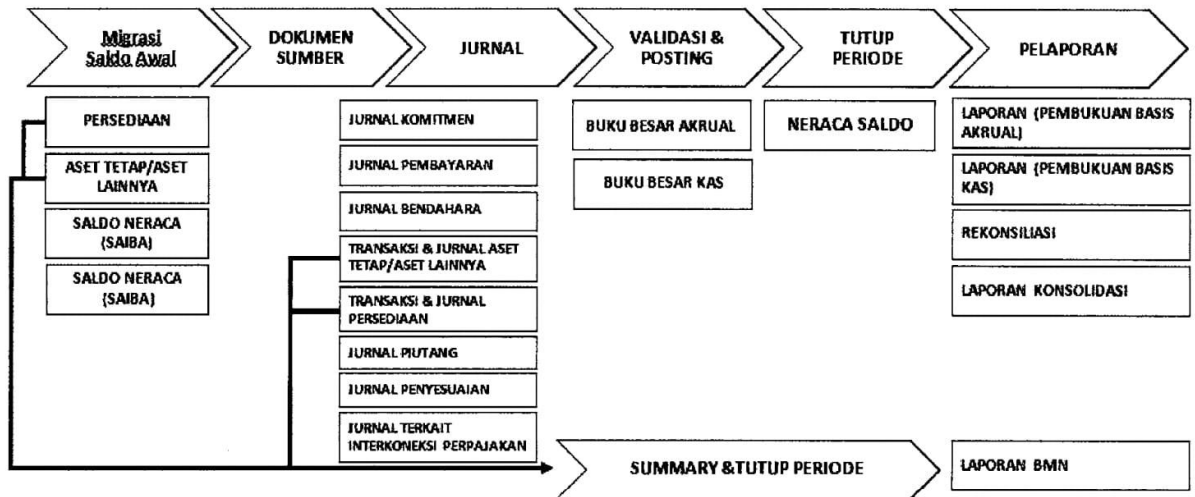 Migrasi
Saldo Awal
DOKUMEN
SUMBER
JURNAL
VALIDASI &
POSTING
TUTUP
PERIODE
PELAPORAN
PERSEDIAAN
ASET TETAP/ASET
LAINNYA
SALDO NERACA
(SAIBA)
SALDO NERACA
(SAIBA)
JURNAL KOMITMEN
JURNAL PEMBAYARAN
JURNAL BENDAHARA
TRANSAKSI & JURNAL ASET
TETAP/ASET LAINNYA
TRANSAKSI & JURNAL
PERSEDIAAN
JURNAL PIUTANG
JURNAL PENYESUAIAN
JURNAL TERKAIT
INTERKONEKSI PERPAJAKAN
BUKU BESAR AKRUAL
BUKU BESAR KAS
NERACA SALDO
LAPORAN (PEMBUKUAN BASIS
AKRUAL)
LAPORAN (PEMBUKUAN BASIS
KAS)
REKONSILIASI
LAPORAN KONSOLIDASI
SUMMARY &TUTUP PERIODE
LAPORAN BMN